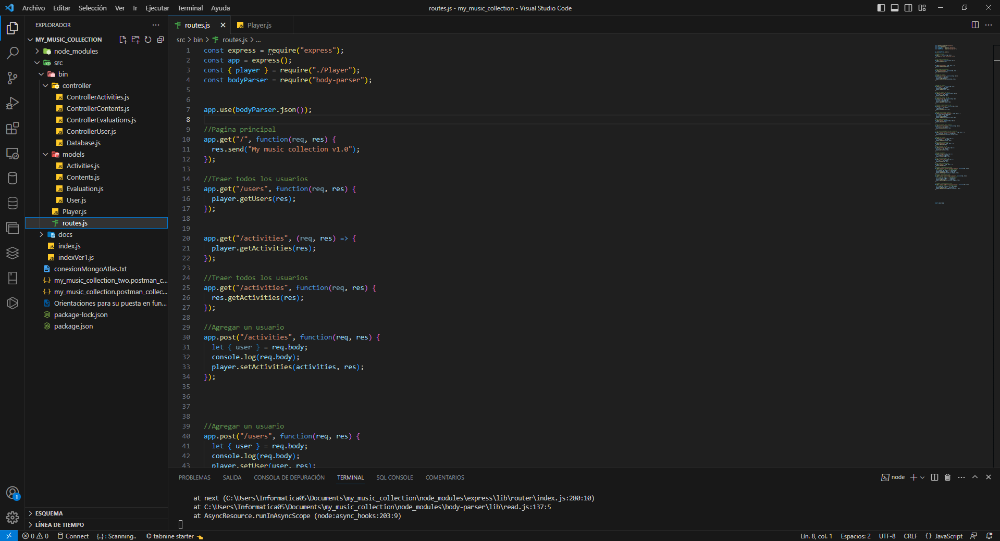 Archivo Editar Selección Ver Ir Ejecutar Terminal Ayuda
routes.js - my_music_collection - Visual Studio Code
EXPLORADOR
MY_MUSIC_COLLECTION
node_modules
src
bin
controller
ControllerActivities.js
ControllerContents.js
ControllerEvaluations.js
ControllerUser.js
Database.js
models
Activities.js
Contents.js
Evaluation.js
User.js
Player.js
routes.js
docs
index.js
indexVer1.js
conexionMongoAtlas.txt
my_music_collection_two.postman_c...
my_music_collection.postman_collec...
Orientaciones para su puesta en fun...
package-lock.json
package.json
ESQUEMA
LÍNEA DE TIEMPO
routes.js
Player.js
src > bin > routes.js > ...
1 const express = require("express");
2 const app = express();
3 const { player } = require("./Player");
4 const bodyParser = require("body-parser");
5
6
7 app.use(bodyParser.json());
8
9 //Pagina principal
10 app.get("/", function(req, res) {
11 res.send("My music collection v1.0");
12 });
13
14 //Traer todos los usuarios
15 app.get("/users", function(req, res) {
16 player.getUsers(res);
17 });
18
19
20 app.get("/activities", (req, res) => {
21 player.getActivities(res);
22 });
23
24 //Traer todos los usuarios
25 app.get("/activities", function(req, res) {
26 res.getActivities(res);
27 });
28
29 //Agregar un usuario
30 app.post("/activities", function(req, res) {
31 let { user } = req.body;
32 console.log(req.body);
33 player.setActivities(activities, res);
34 });
35
36
37
38
39 //Agregar un usuario
40 app.post("/users", function(req, res) {
41 let { user } = req.body;
42 console.log(req.body);
43 player.setUser(user, res);
PROBLEMAS SALIDA CONSOLA DE DEPURACIÓN TERMINAL SQL CONSOLE COMENTARIOS
node
at next (C:\Users\Informatica05\Documents\my_music_collection\node_modules\express\lib\router\index.js:280:10)
at C:\Users\Informatica05\Documents\my_music_collection\node_modules\body-parser\lib\read.js:137:5
at AsyncResource.runInAsyncScope (node:async_hooks:203:9)
1
0 0 Connect {..} : Scanning.. tabnine starter
Lín. 8, col. 1 Espacios: 2 UTF-8 CRLF {} JavaScript